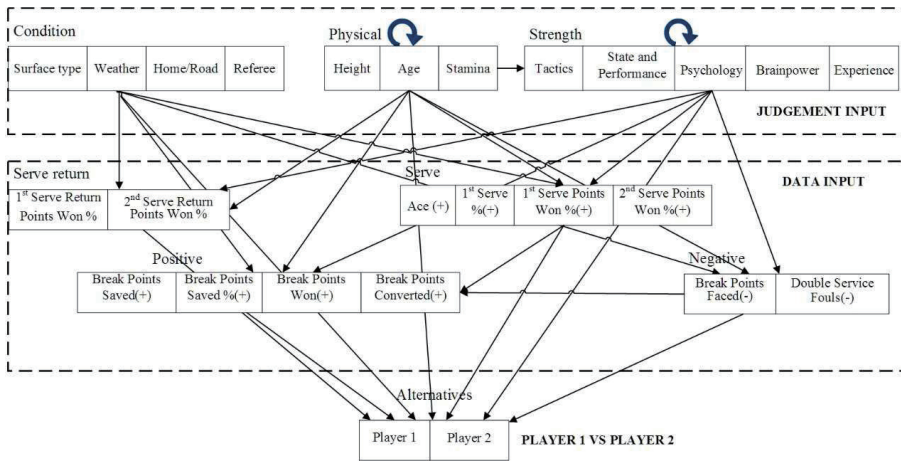 Condition
Physical
Strength
Surface type Weather Home/Road Referee
Height Age Stamina
Tactics State and Performance Psychology Brainpower Experience
JUDGEMENT INPUT
Serve return
Serve
DATA INPUT
1st Serve Return Points Won %
2nd Serve Return Points Won %
Ace (+)
1st Serve %(+)
1st Serve Points Won %(+)
2nd Serve Points Won %(+)
Positive
Negative
Break Points Saved(+)
Break Points Saved %(+)
Break Points Won(+)
Break Points Converted(+)
Break Points Faced(-)
Double Service Fouls(-)
Alternatives
Player 1 Player 2
PLAYER 1 VS PLAYER 2